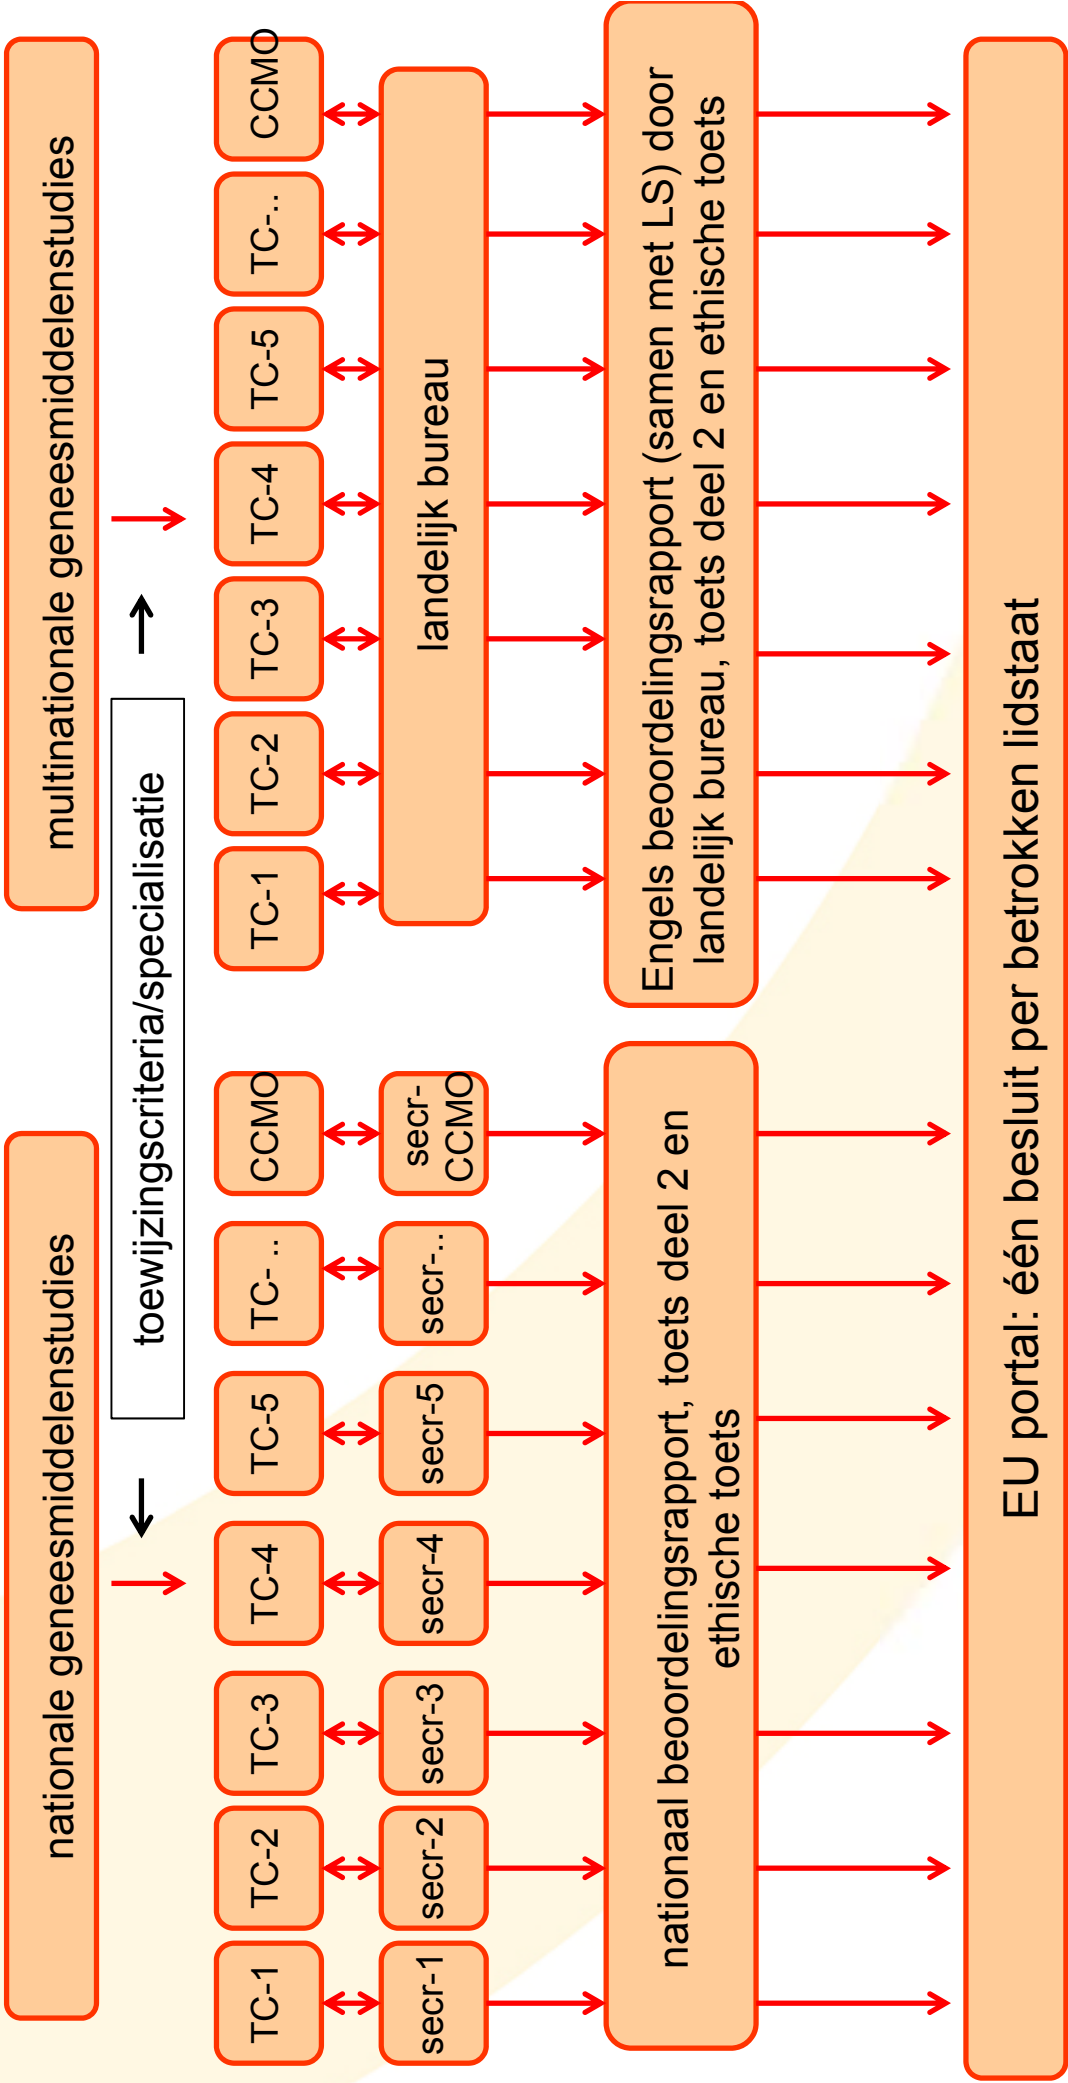 nationale geneesmiddelenstudies
multinationale geneesmiddelenstudies
toewijzingscriteria/specialisatie
TC-1
TC-2
TC-3
TC-4
TC-5
TC- ..
CCMO
TC-1
TC-2
TC-3
TC-4
TC-5
TC-..
CCMO
secr-1
secr-2
secr-3
secr-4
secr-5
secr-..
secr-
CCMO
landelijk bureau
nationaal beoordelingsrapport, toets deel 2 en
ethische toets
Engels beoordelingsrapport (samen met LS) door
landelijk bureau, toets deel 2 en ethische toets
EU portal: één besluit per betrokken lidstaat